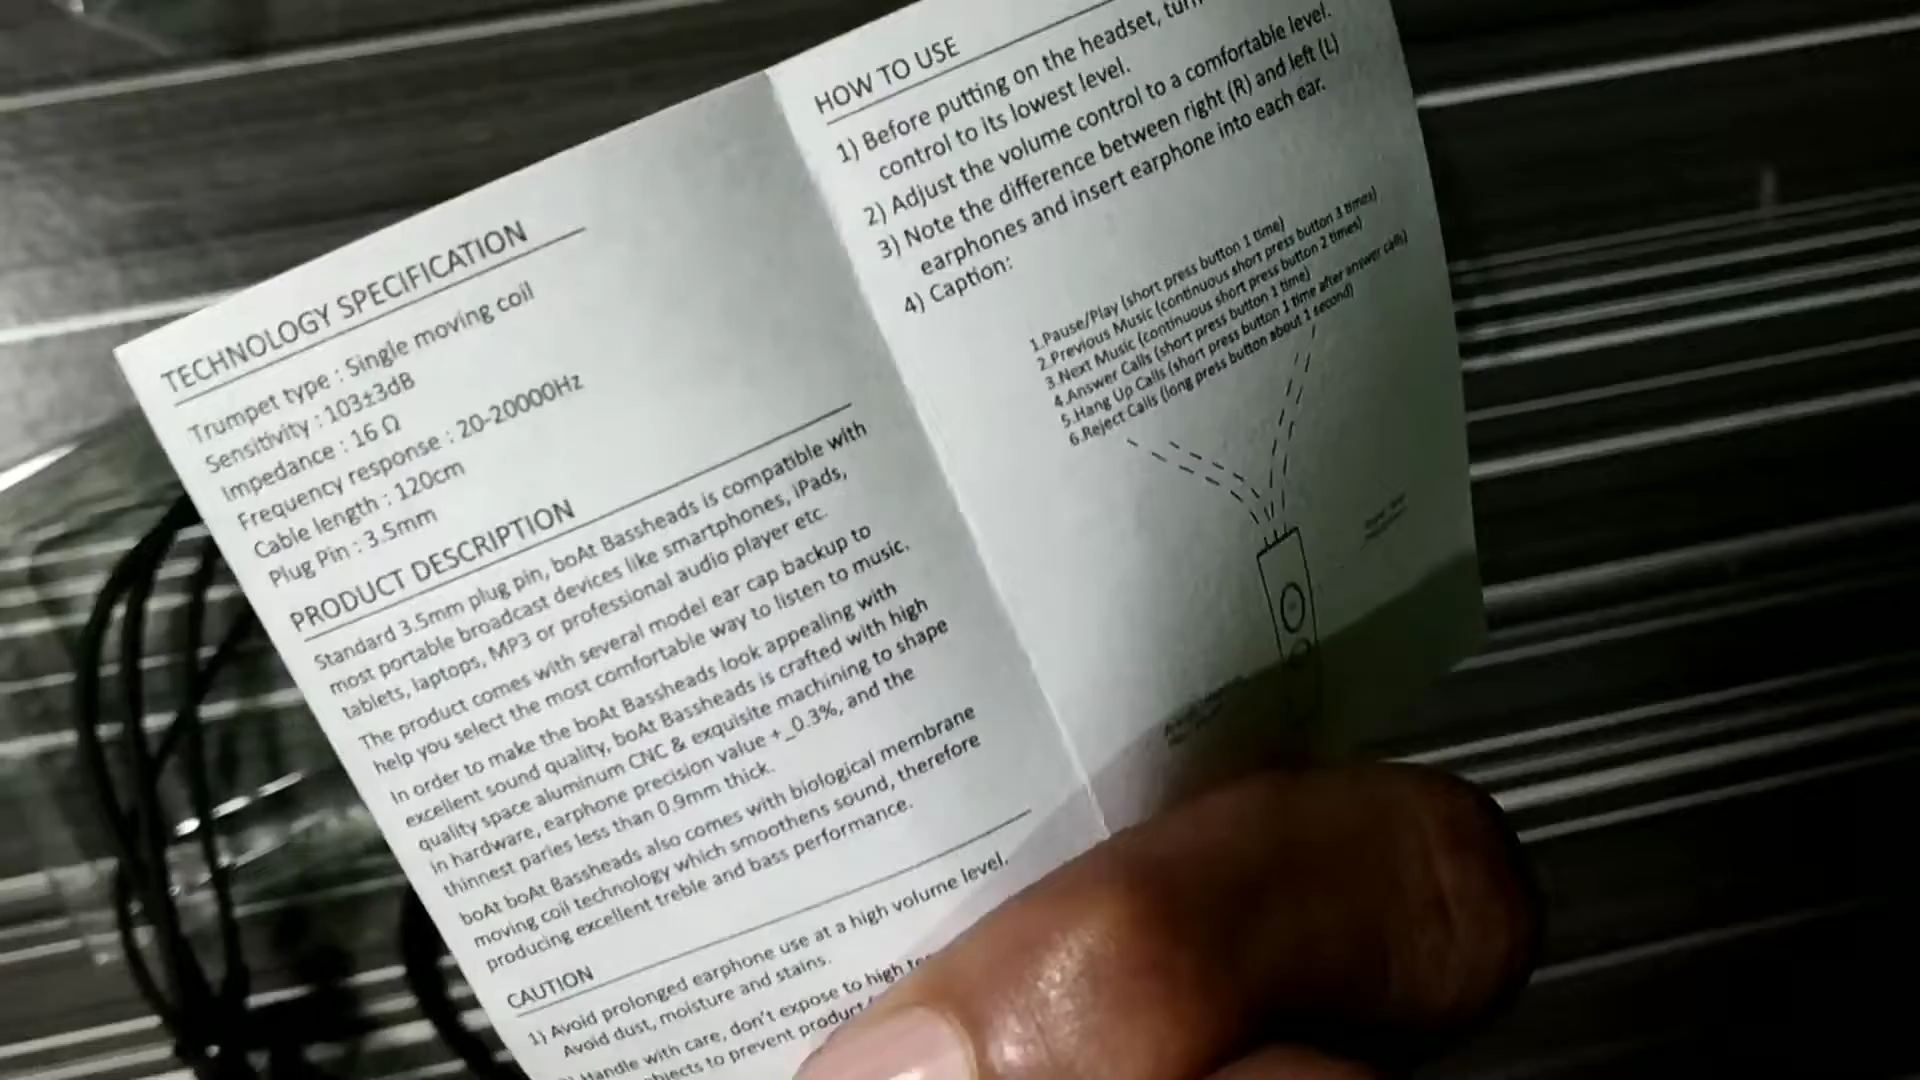 TECHNOLOGY SPECIFICATION
Trumpet type : Single moving coil
Sensitivity : 103±3dB
Impedance : 16 Ω
Frequency response : 20-20000Hz
Cable length : 120cm
Plug Pin : 3.5mm
PRODUCT DESCRIPTION
Standard 3.5mm plug pin, boAt Bassheads is compatible with
most portable broadcast devices like smartphones, iPads,
tablets, laptops, MP3 or professional audio player etc.
The product comes with several model ear cap backup to
help you select the most comfortable way to listen to music.
In order to make the boAt Bassheads look appealing with
excellent sound quality, boAt Bassheads is crafted with high
quality space aluminum CNC & exquisite machining to shape
in hardware, earphone precision value +_0.3%, and the
thinnest paries less than 0.9mm thick.
boAt boAt Bassheads also comes with biological membrane
moving coil technology which smoothens sound, therefore
producing excellent treble and bass performance.
CAUTION
1) Avoid prolonged earphone use at a high volume level.
Avoid dust, moisture and stains.
Handle with care, don't expose to high
to prevent product
HOW TO USE
1) Before putting on the headset, turn
control to its lowest level.
2) Adjust the volume control to a comfortable level.
3) Note the difference between right (R) and left (L)
earphones and insert earphone into each ear.
4) Caption:
1.Pause/Play (short press button 1 time)
2.Previous Music (continuous short press button 3 times)
3.Next Music (continuous short press button 2 times)
4.Answer Calls (short press button 1 time)
5.Hang Up Calls (short press button 1 time after answer calls)
6.Reject Calls (long press button about 1 second)